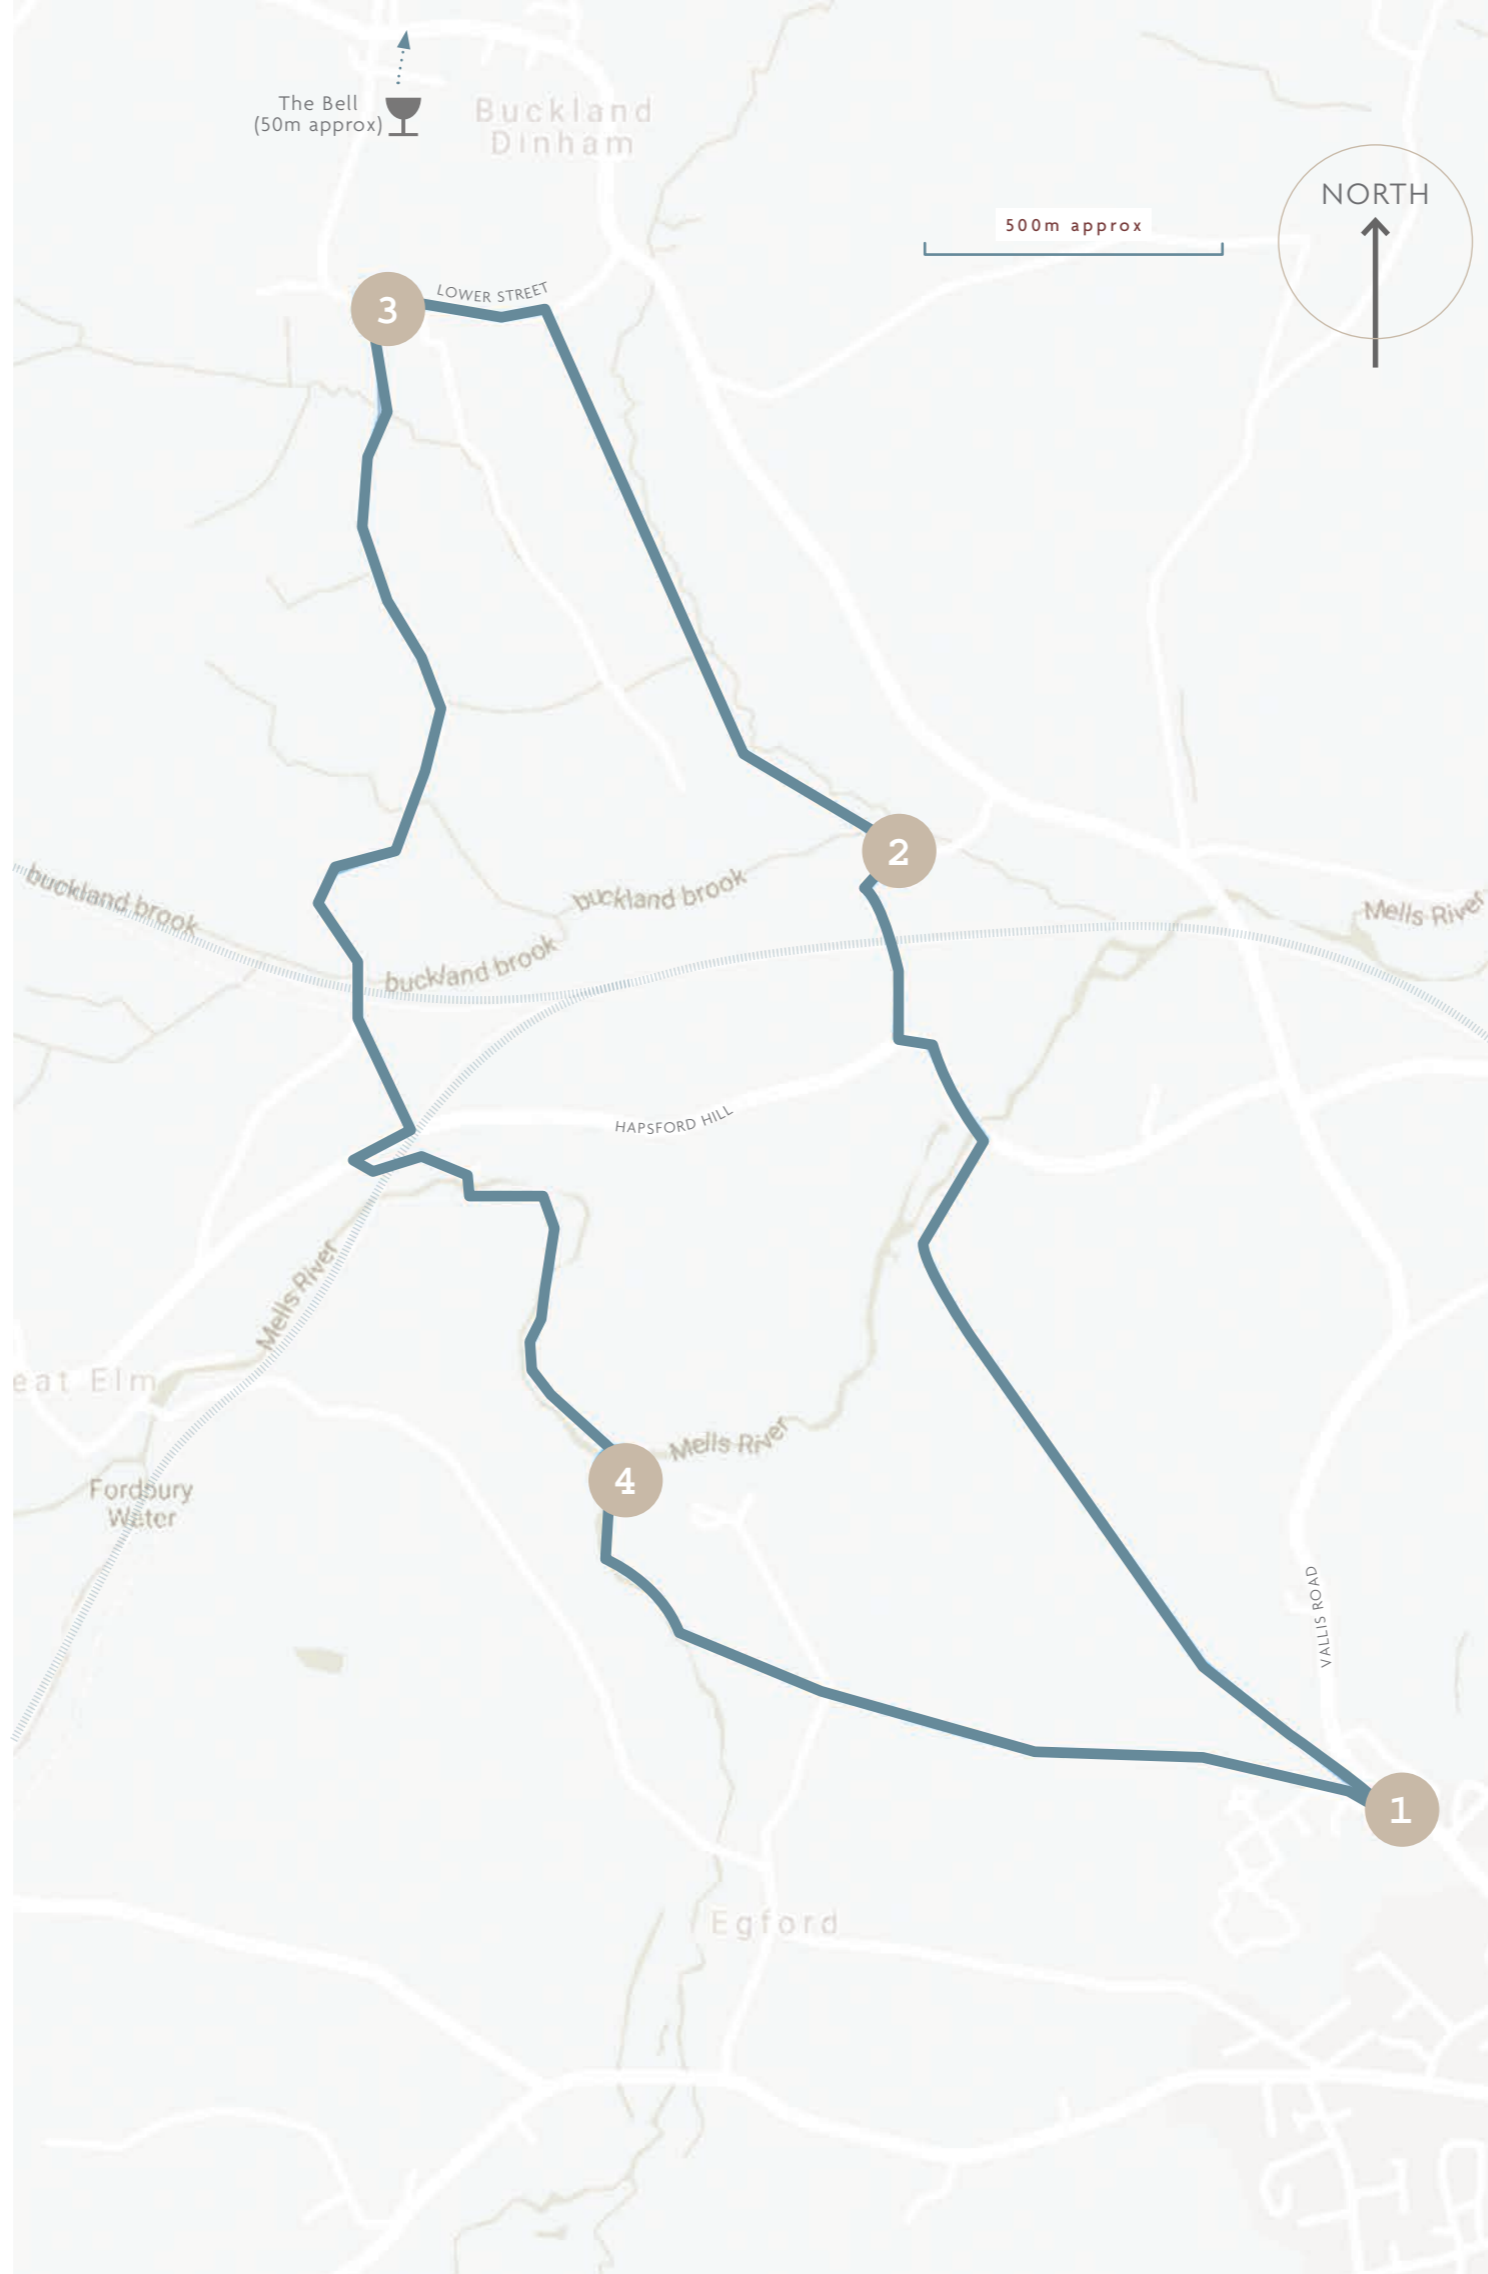 The Bell
(50m approx)
Buckland
Dinham
NORTH
500m approx
3
LOWER STREET
2
buckland brook
buckland brook
buckland brook
Mells River
HAPSFORD HILL
Mells River
eat Elm
Mells River
4
Fordbury
Water
VALLIS ROAD
1
Egford